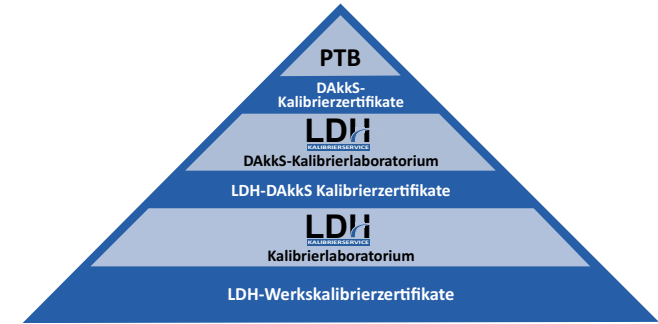 PTB
DAkkS-
Kalibrierzertifikate
LDH
KALIBRIERSERVICE
DAkkS-Kalibrierlaboratorium
LDH-DAkkS Kalibrierzertifikate
LDH
KALIBRIERSERVICE
Kalibrierlaboratorium
LDH-Werkskalibrierzertifikate